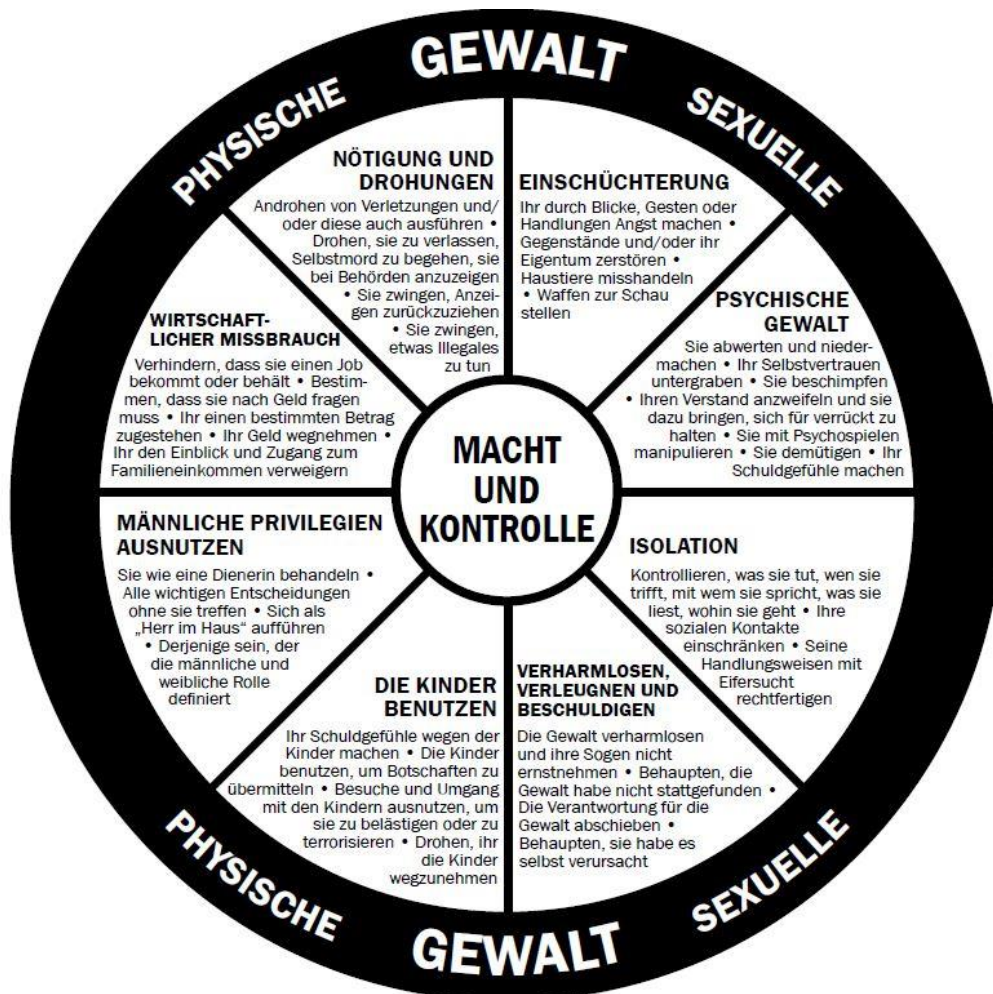 PHYSISCHE GEWALT SEXUELLE
NÖTIGUNG UND
DROHUNGEN
Androhen von Verletzungen und/
oder diese auch ausführen •
Drohen, sie zu verlassen,
Selbstmord zu begehen, sie
bei Behörden anzuzeigen
• Sie zwingen, Anzei-
gen zurückzuziehen
• Sie zwingen,
etwas Illegales
zu tun
EINSCHÜCHTERUNG
Ihr durch Blicke, Gesten oder
Handlungen Angst machen •
Gegenstände und/oder ihr
Eigentum zerstören •
Haustiere misshandeln
• Waffen zur Schau
stellen
PSYCHISCHE
GEWALT
Sie abwerten und nieder-
machen • Ihr Selbstvertrauen
untergraben • Sie beschimpfen
• Ihren Verstand anzweifeln und sie
dazu bringen, sich für verrückt zu
halten • Sie mit Psychospielen
manipulieren • Sie demütigen • Ihr
Schuldgefühle machen
ISOLATION
Kontrollieren, was sie tut, wen sie
trifft, mit wem sie spricht, was sie
liest, wohin sie geht • Ihre
sozialen Kontakte
einschränken • Seine
Handlungsweisen mit
Eifersucht
rechtfertigen
VERHARMLOSEN,
VERLEUGNEN UND
BESCHULDIGEN
Die Gewalt verharmlosen
und ihre Sogen nicht
ernstnehmen • Behaupten, die
Gewalt habe nicht stattgefunden •
Die Verantwortung für die
Gewalt abschieben •
Behaupten, sie habe es
selbst verursacht
DIE KINDER
BENUTZEN
Ihr Schuldgefühle wegen der
Kinder machen • Die Kinder
benutzen, um Botschaften zu
übermitteln • Besuche und Umgang
mit den Kindern ausnutzen, um
sie zu belästigen oder zu
terrorisieren • Drohen, ihr
die Kinder
wegzunehmen
MÄNNLICHE PRIVILEGIEN
AUSNUTZEN
Sie wie eine Dienerin behandeln •
Alle wichtigen Entscheidungen
ohne sie treffen • Sich als
„Herr im Haus“ aufführen
• Derjenige sein, der
die männliche und
weibliche Rolle
definiert
WIRTSCHAFT-
LICHER MISSBRAUCH
Verhindern, dass sie einen Job
bekommt oder behält • Bestim-
men, dass sie nach Geld fragen
muss • Ihr einen bestimmten Betrag
zugestehen • Ihr Geld wegnehmen •
Ihr den Einblick und Zugang zum
Familieneinkommen verweigern
MACHT
UND
KONTROLLE
PHYSISCHE GEWALT SEXUELLE